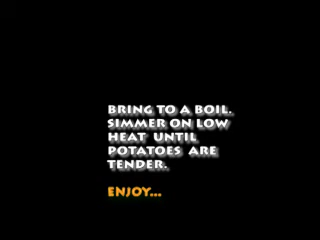 BRING TO A BOIL.
SIMMER ON LOW
HEAT UNTIL
POTATOES ARE
TENDER.
ENJOY...